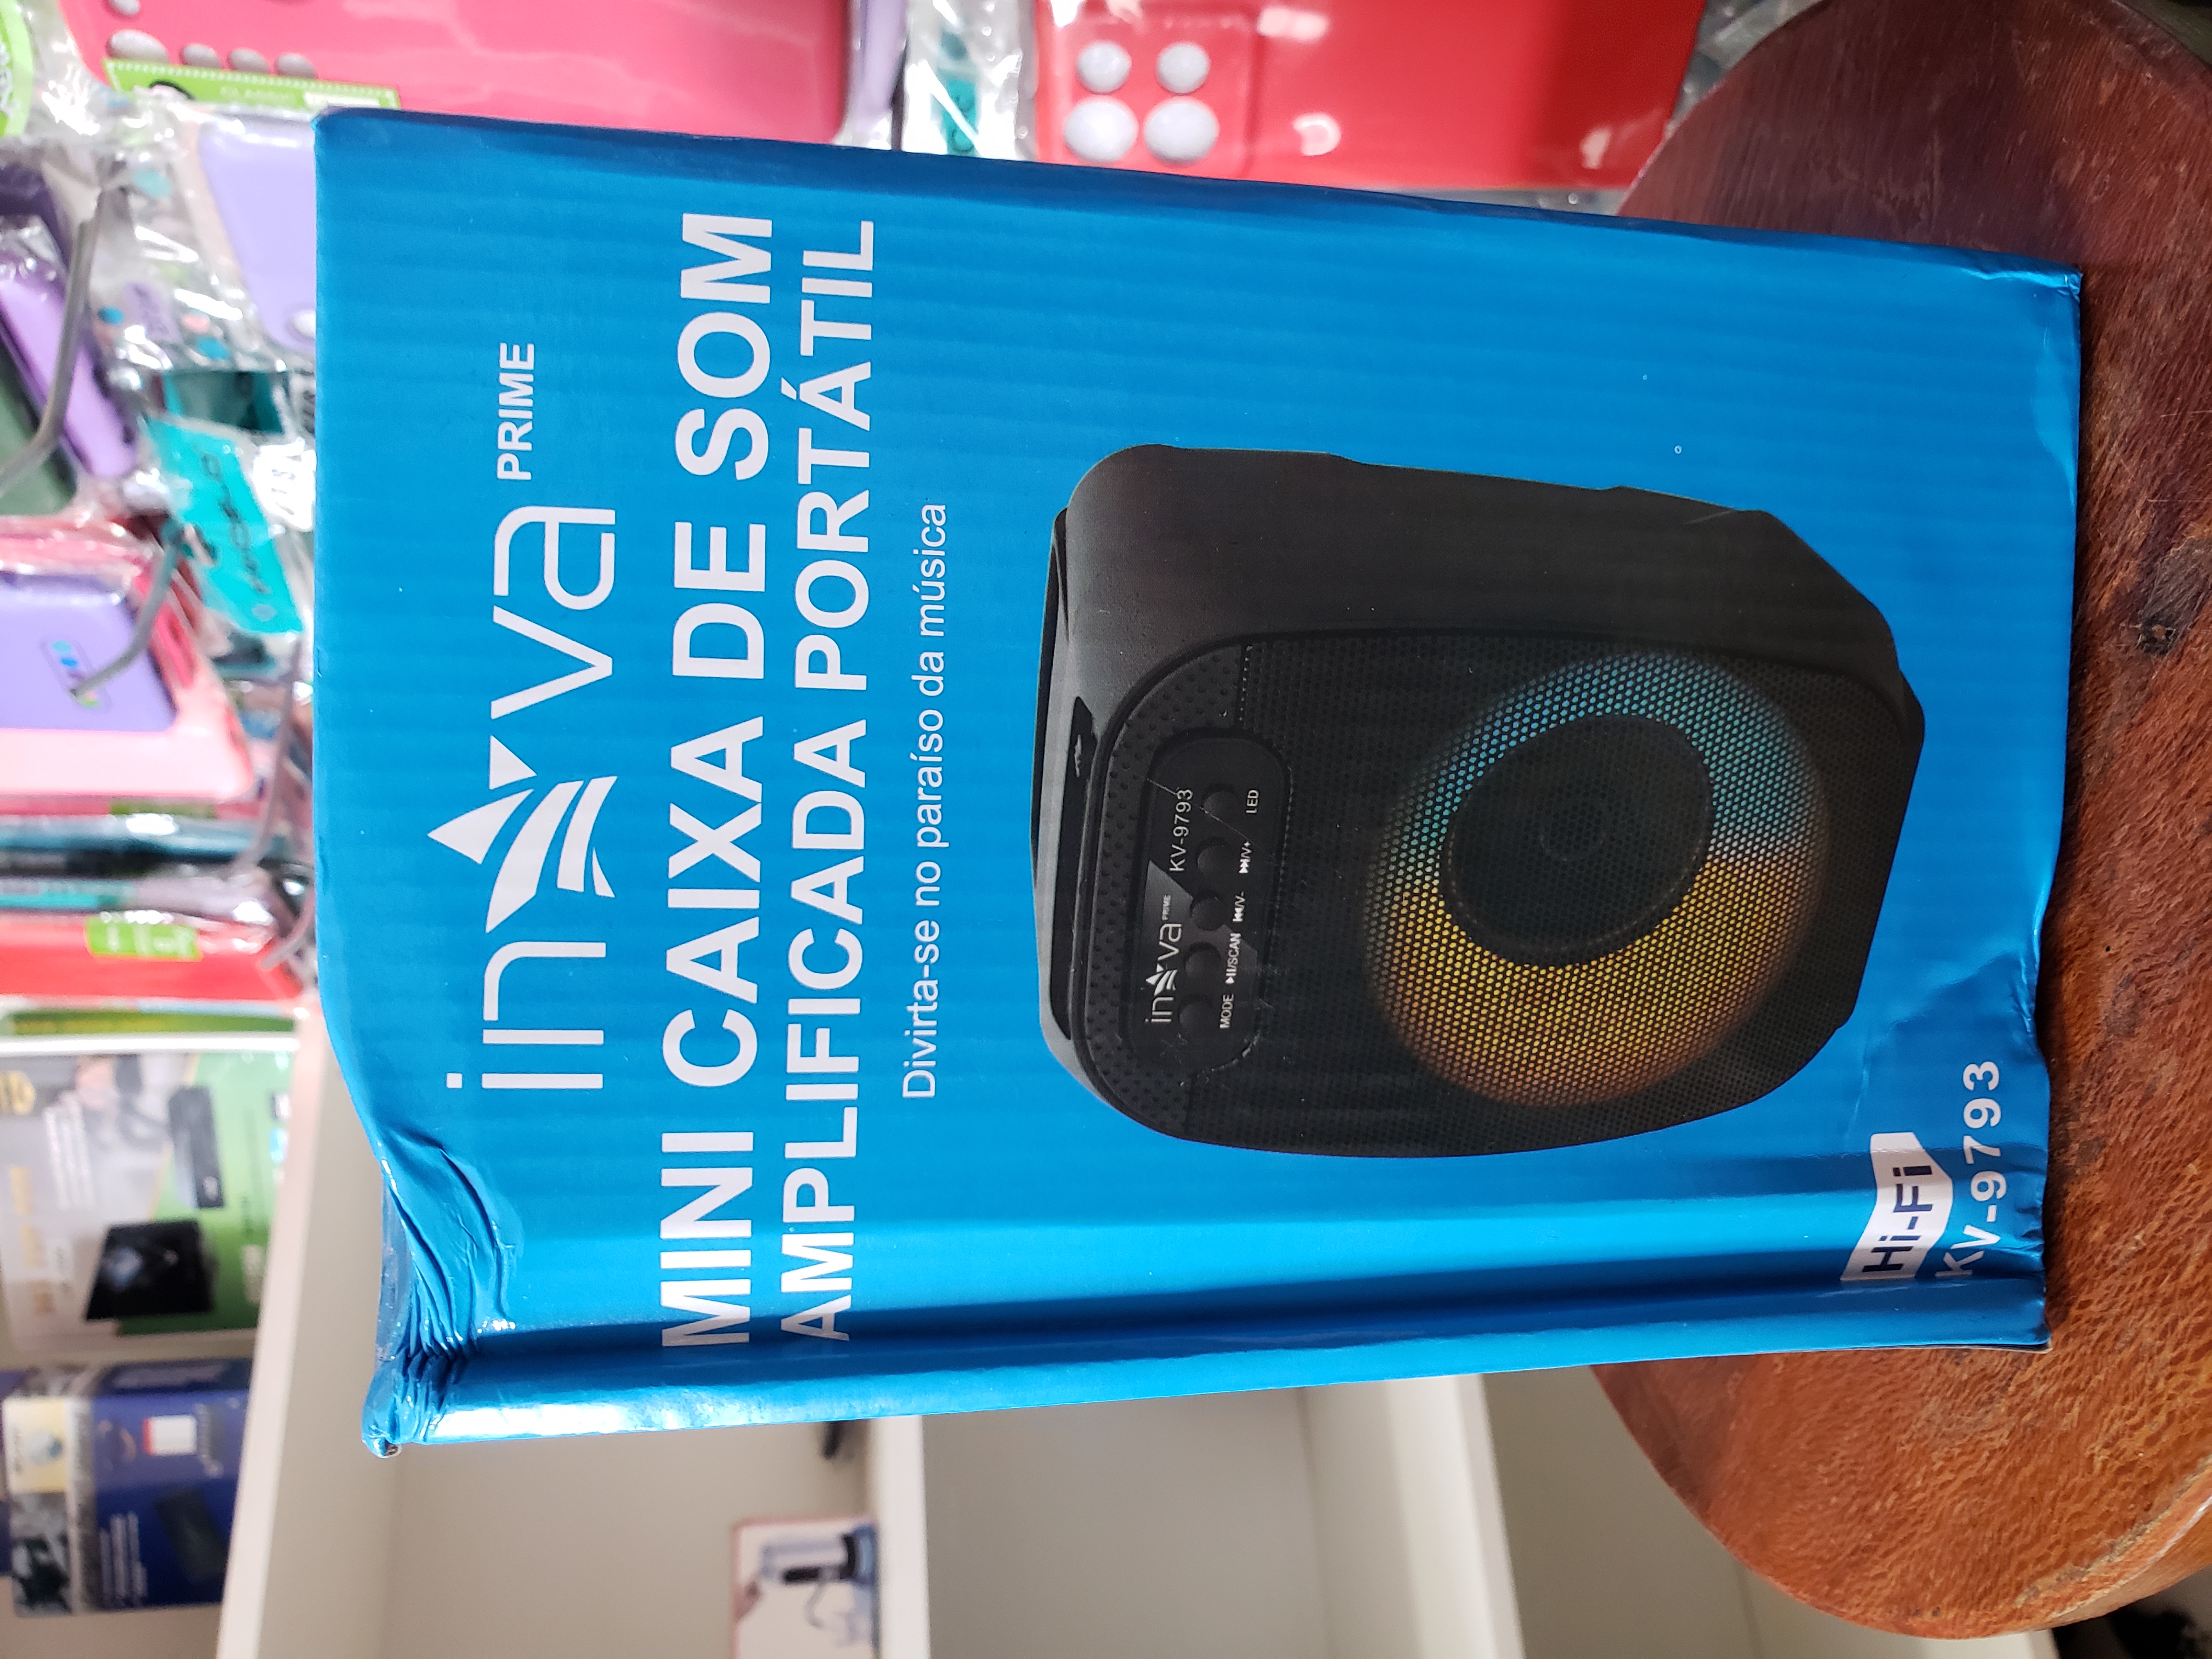 inova PRIME
MINI CAIXA DE SOM
AMPLIFICADA PORTÁTIL
Divirta-se no paraíso da música
inova PRIME KV-9793
MODE ⏯/SCAN ⏮/V- ⏭/V+ LED
Hi-Fi
KV-9793